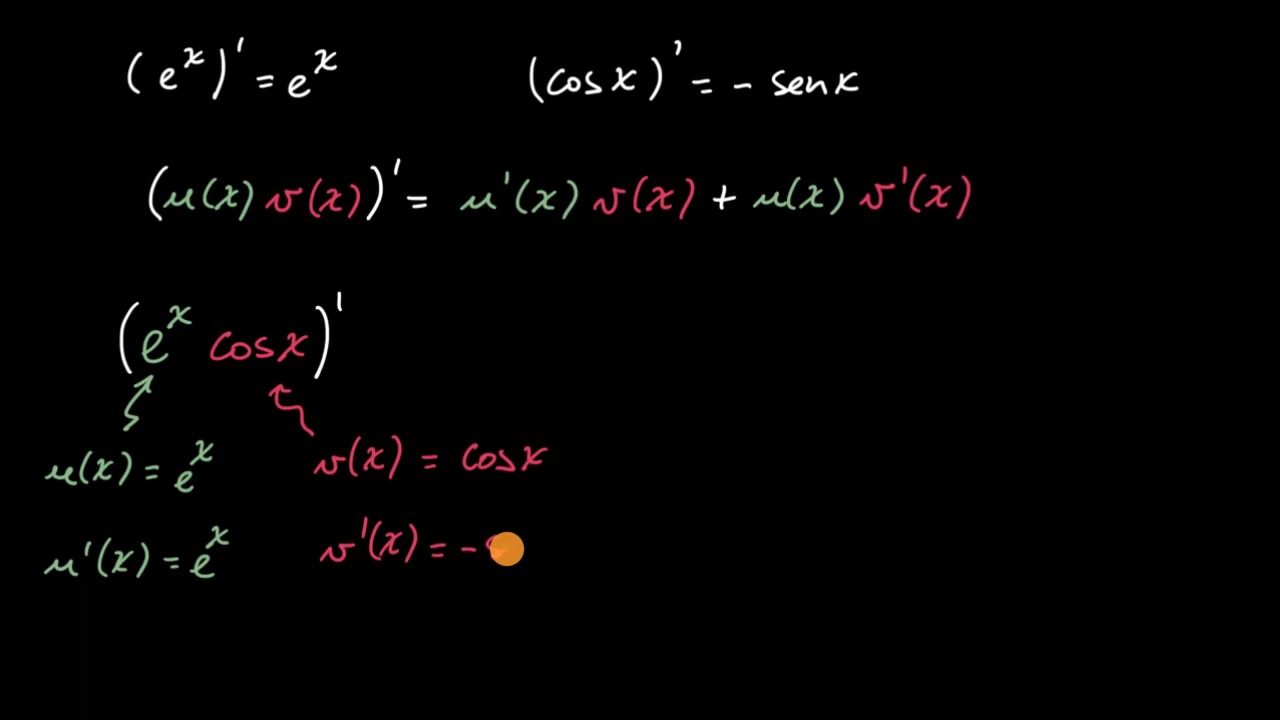 (e^x)' = e^x (cos x)' = - sen x
(u(x) v(x))' = u'(x) v(x) + u(x) v'(x)
(e^x cos x)'
u(x) = e^x v(x) = cos x
u'(x) = e^x v'(x) = -